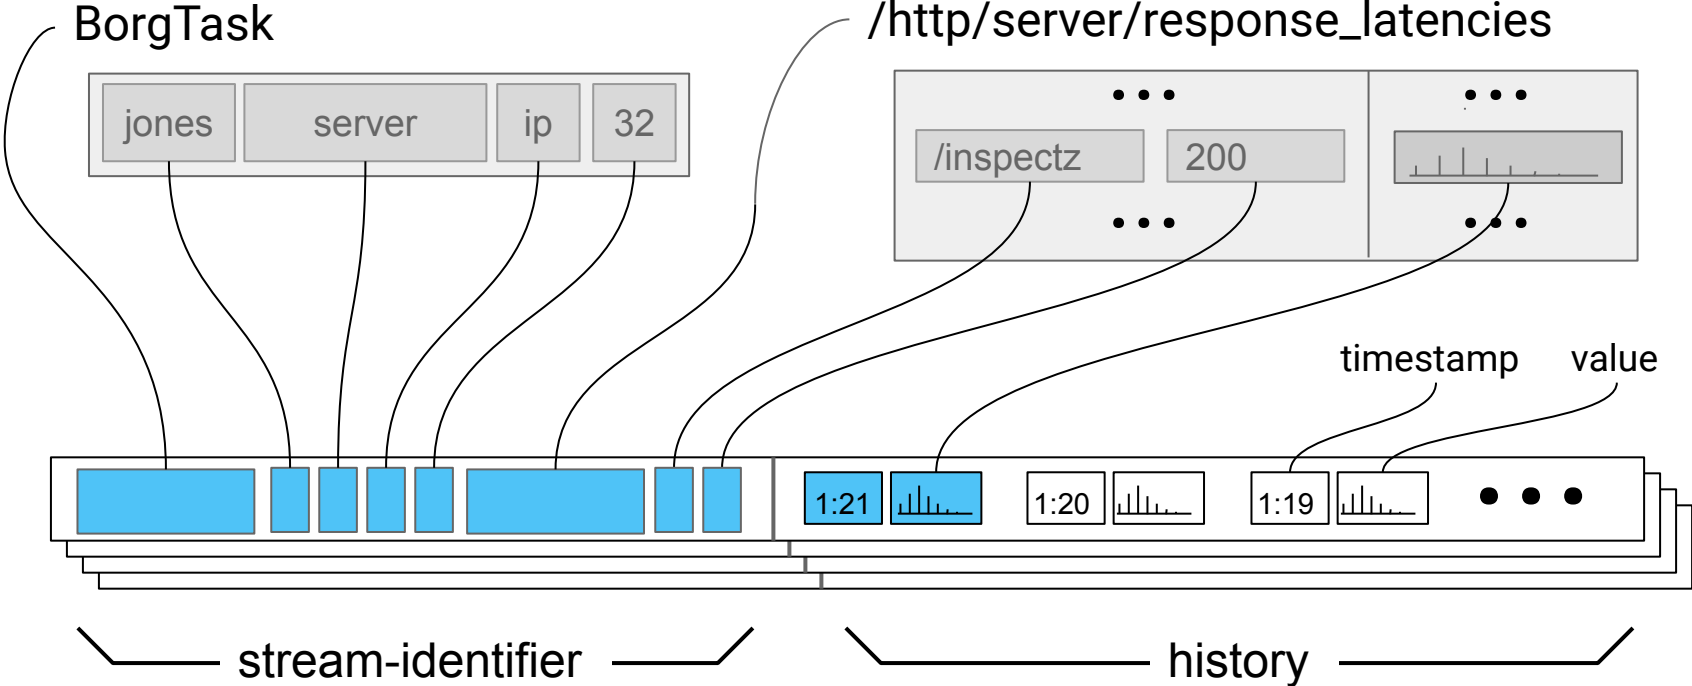 BorgTask
/http/server/response_latencies
jones server ip 32
/inspectz 200
timestamp value
1:21 1:20 1:19
stream-identifier history